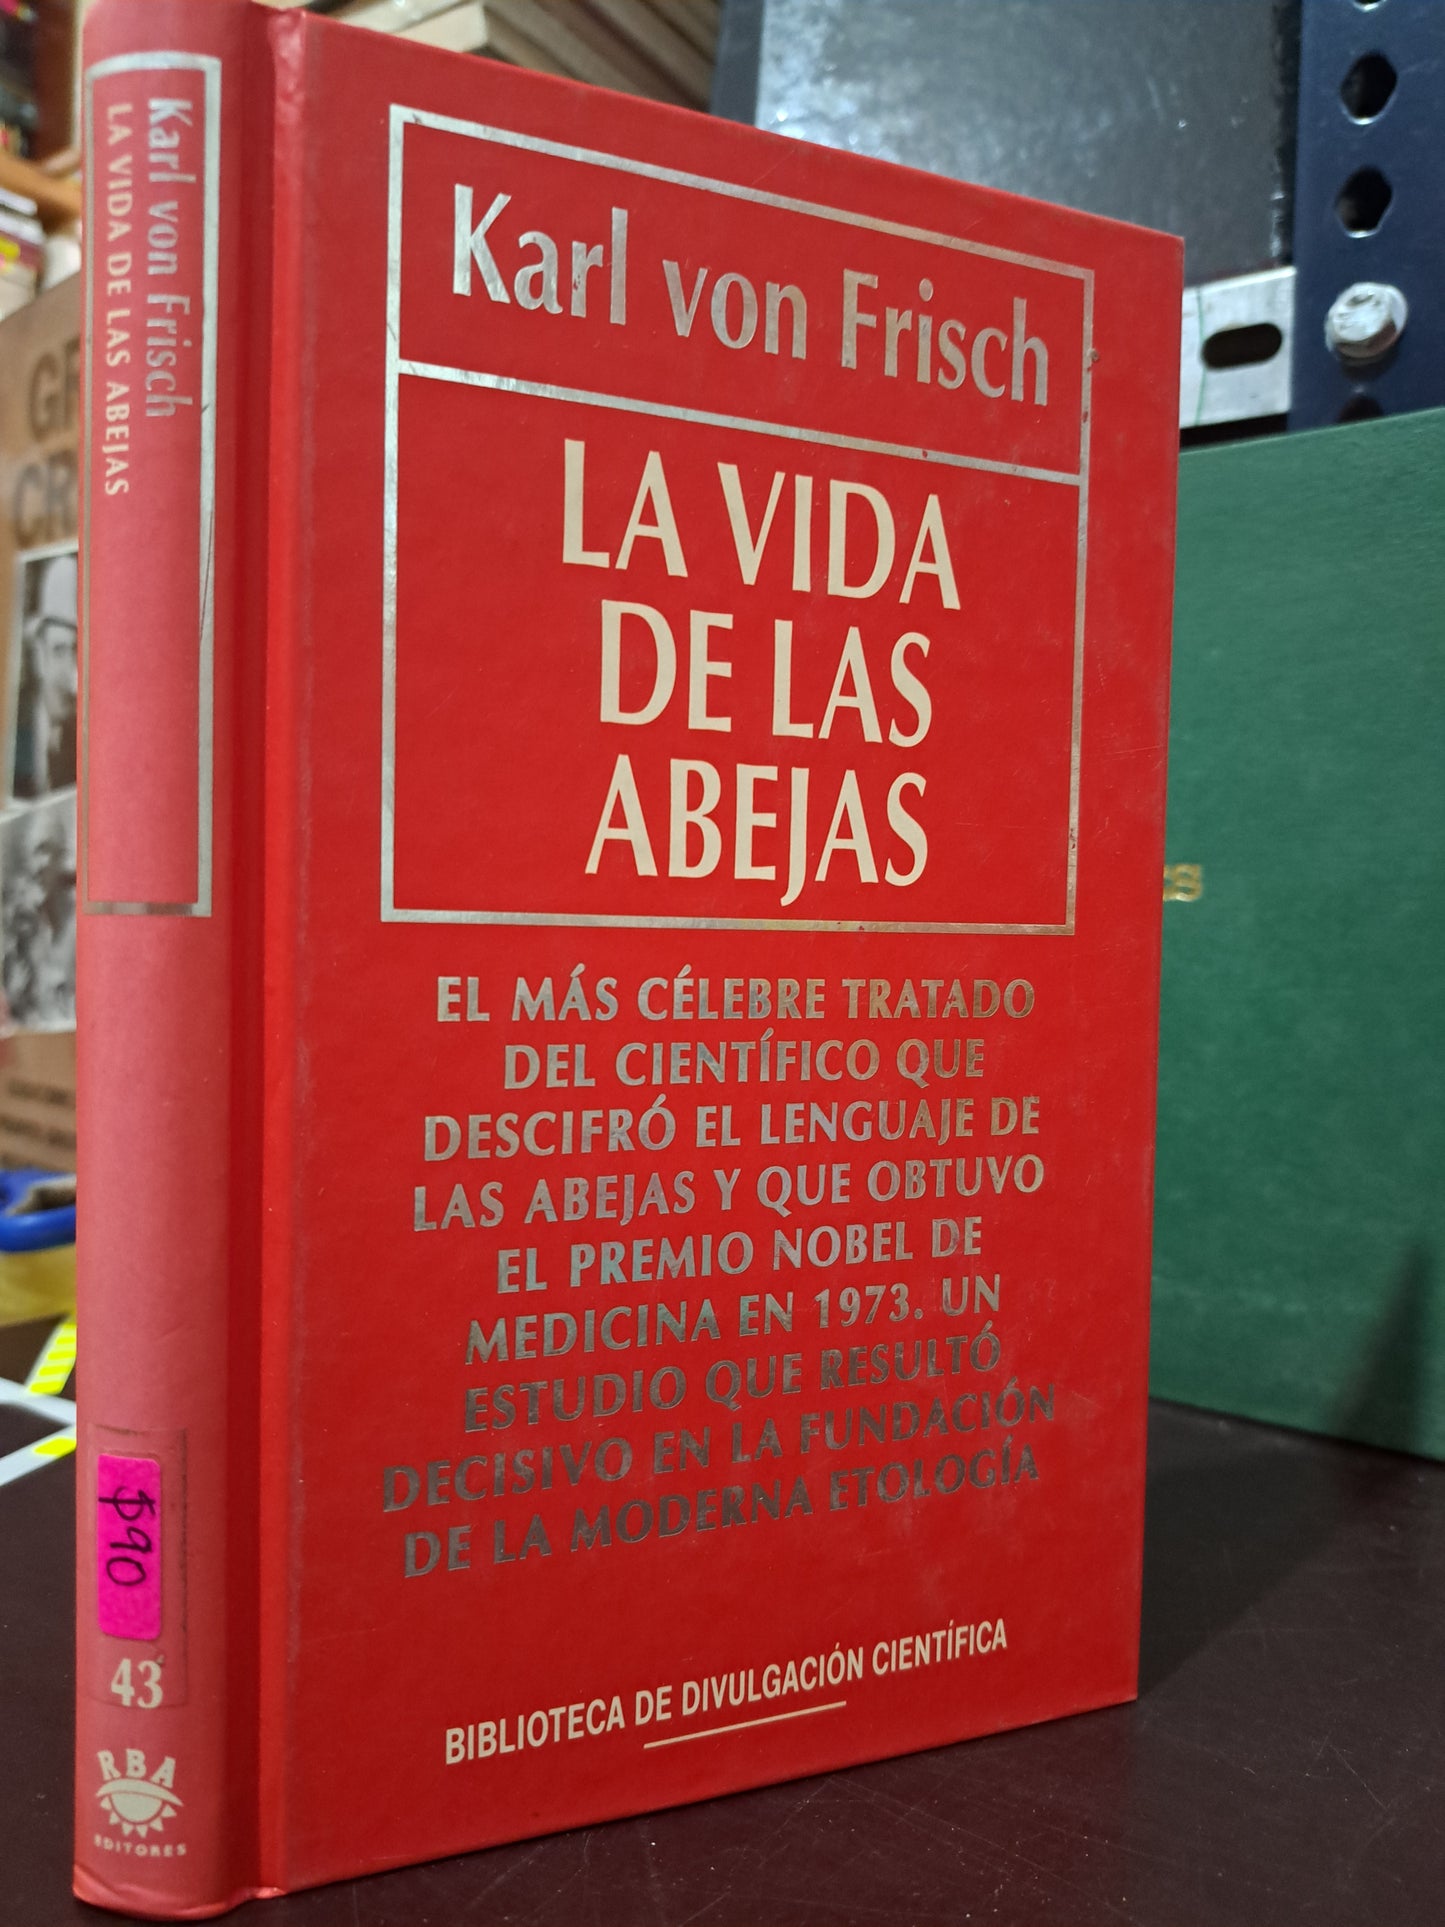 Karl von Frisch
LA VIDA
DE LAS
ABEJAS
EL MÁS CÉLEBRE TRATADO
DEL CIENTÍFICO QUE
DESCIFRÓ EL LENGUAJE DE
LAS ABEJAS Y QUE OBTUVO
EL PREMIO NOBEL DE
MEDICINA EN 1973. UN
ESTUDIO QUE RESULTÓ
DECISIVO EN LA FUNDACIÓN
DE LA MODERNA ETOLOGÍA
BIBLIOTECA DE DIVULGACIÓN CIENTÍFICA
Karl von Frisch
LA VIDA DE LAS ABEJAS
$90
43
RBA
EDITORES